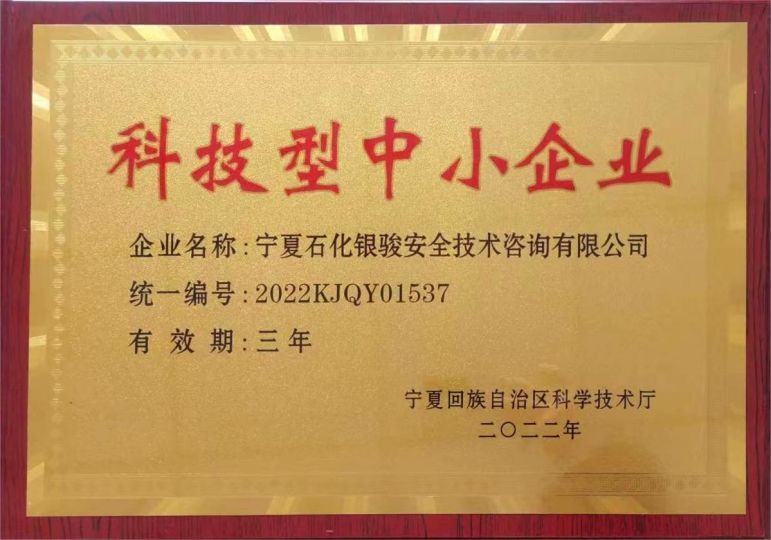 科技型中小企业
企业名称：宁夏石化银骏安全技术咨询有限公司
统一编号：2022KJQY01537
有 效 期：三年
宁夏回族自治区科学技术厅
二〇二二年